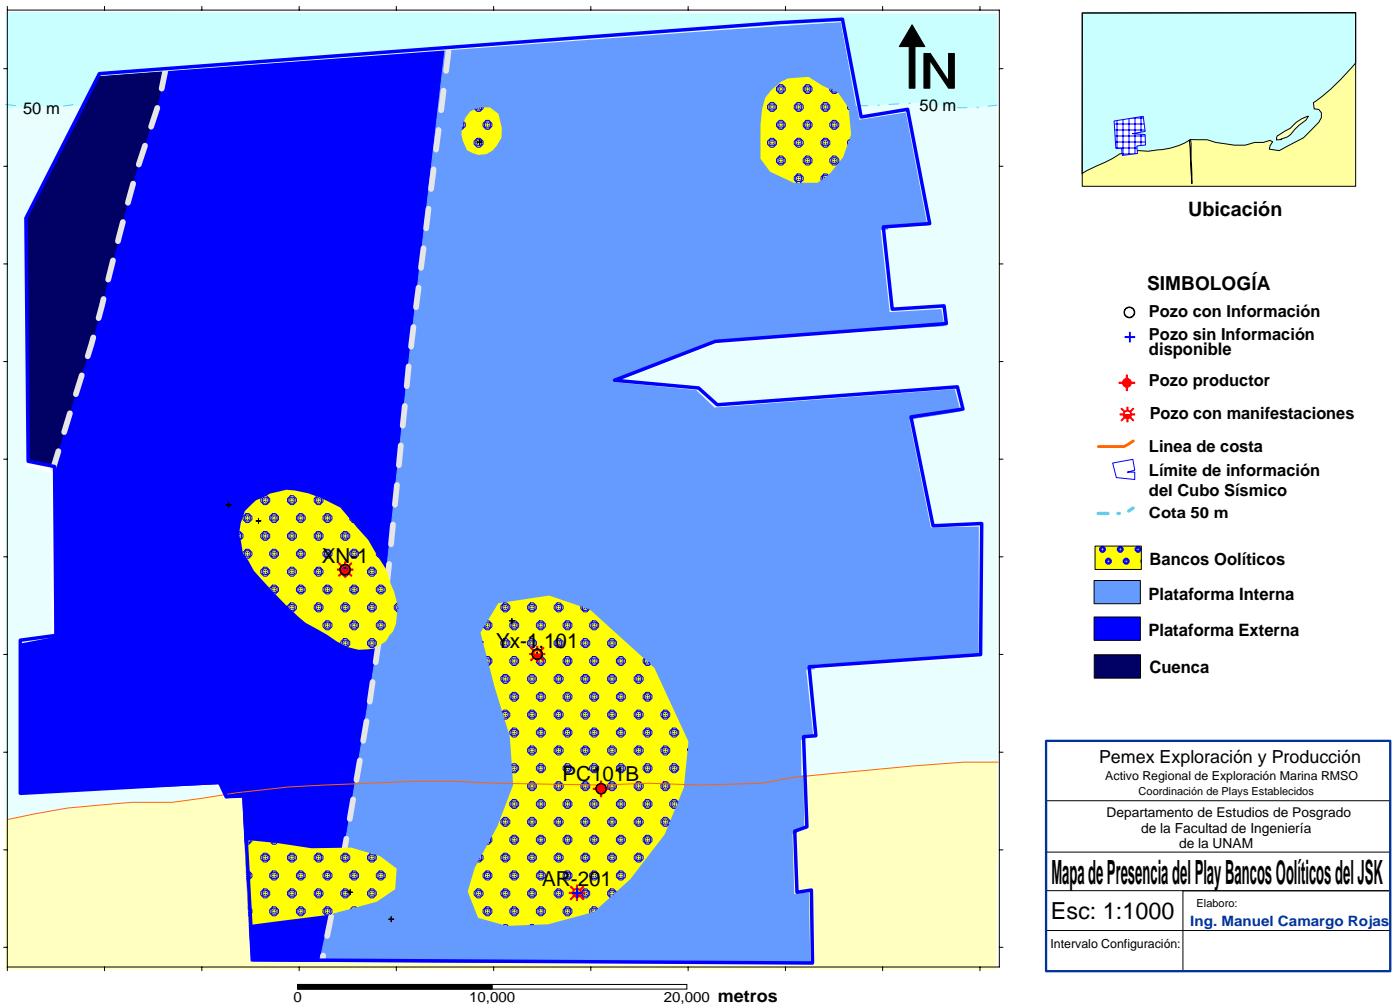 N
50 m
50 m
XN-1
Yx-1,101
PC101B
AR-201
0
10,000
20,000 metros
Ubicación
SIMBOLOGÍA
Pozo con Información
Pozo sin Información
disponible
Pozo productor
Pozo con manifestaciones
Linea de costa
Límite de información
del Cubo Sísmico
Cota 50 m
Bancos Oolíticos
Plataforma Interna
Plataforma Externa
Cuenca
Pemex Exploración y Producción
Activo Regional de Exploración Marina RMSO
Coordinación de Plays Establecidos
Departamento de Estudios de Posgrado
de la Facultad de Ingeniería
de la UNAM
Mapa de Presencia del Play Bancos Oolíticos del JSK
Esc: 1:1000
Elaboro:
Ing. Manuel Camargo Rojas
Intervalo Configuración: